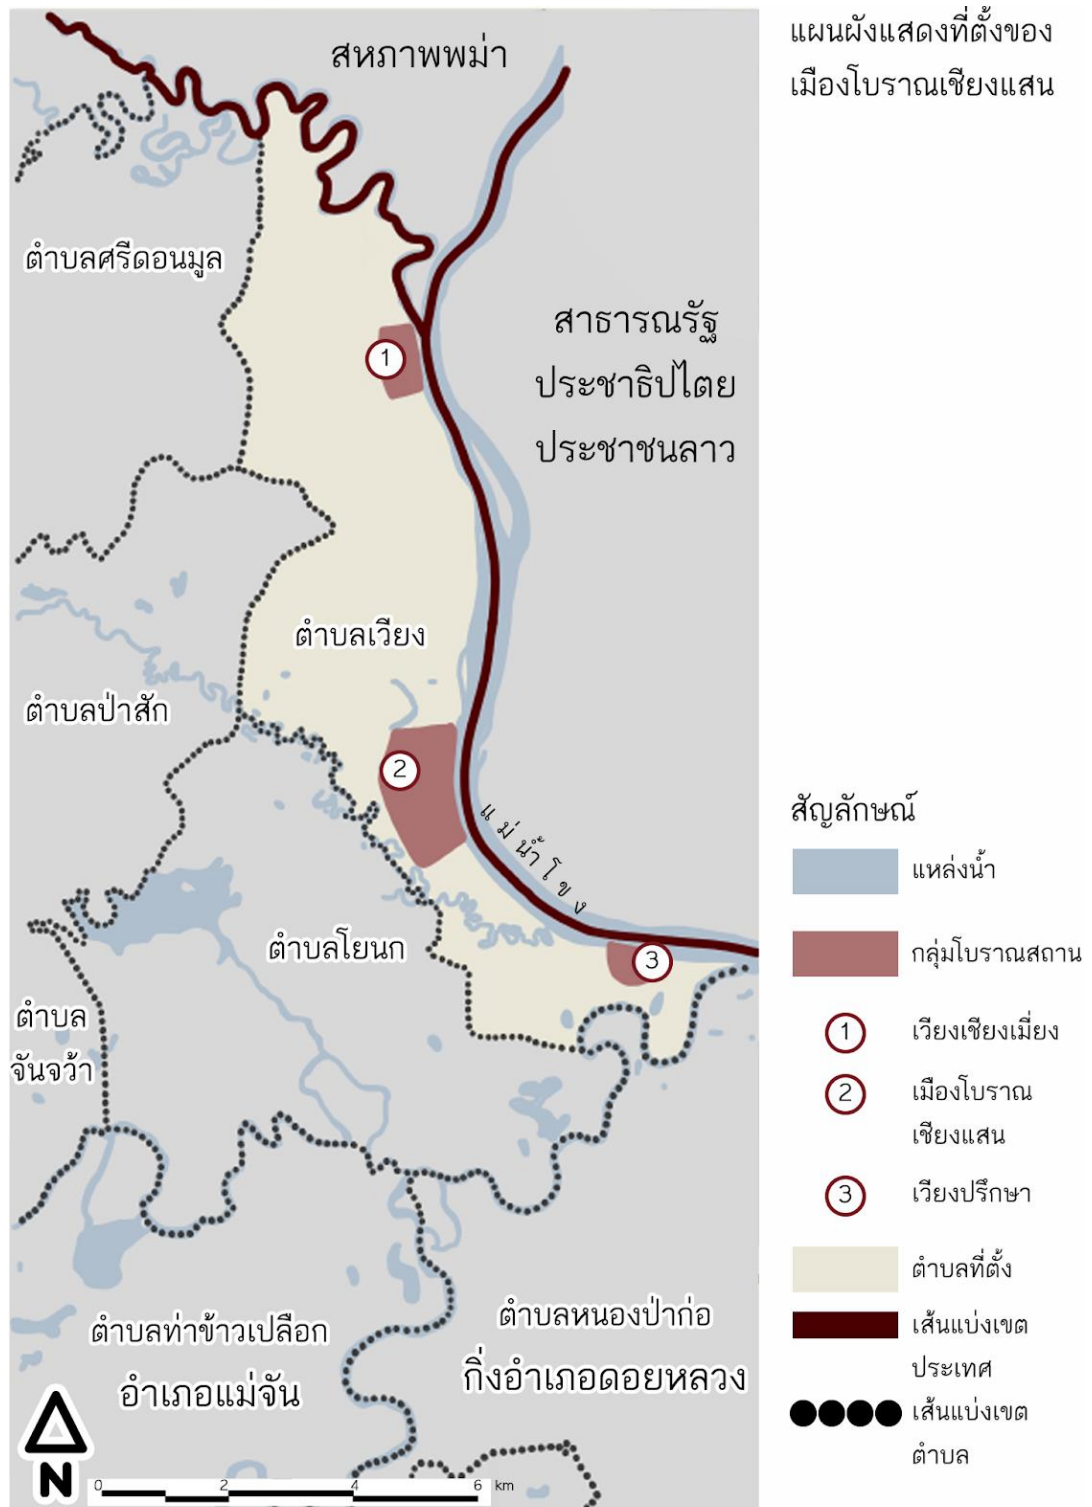 แผนผังแสดงที่ตั้งของ
เมืองโบราณเชียงแสน
สหภาพพม่า
ตำบลศรีดอนมูล
สาธารณรัฐ
ประชาธิปไตย
ประชาชนลาว
1
ตำบลเวียง
ตำบลป่าสัก
2
แม่น้ำโขง
ตำบลโยนก
3
ตำบล
จันจว้า
ตำบลท่าข้าวเปลือก
อำเภอแม่จัน
ตำบลหนองป่าก่อ
กิ่งอำเภอดอยหลวง
N
0 2 4 6 km
สัญลักษณ์
แหล่งน้ำ
กลุ่มโบราณสถาน
1 เวียงเชียงเมี่ยง
2 เมืองโบราณ
เชียงแสน
3 เวียงปรึกษา
ตำบลที่ตั้ง
เส้นแบ่งเขต
ประเทศ
เส้นแบ่งเขต
ตำบล